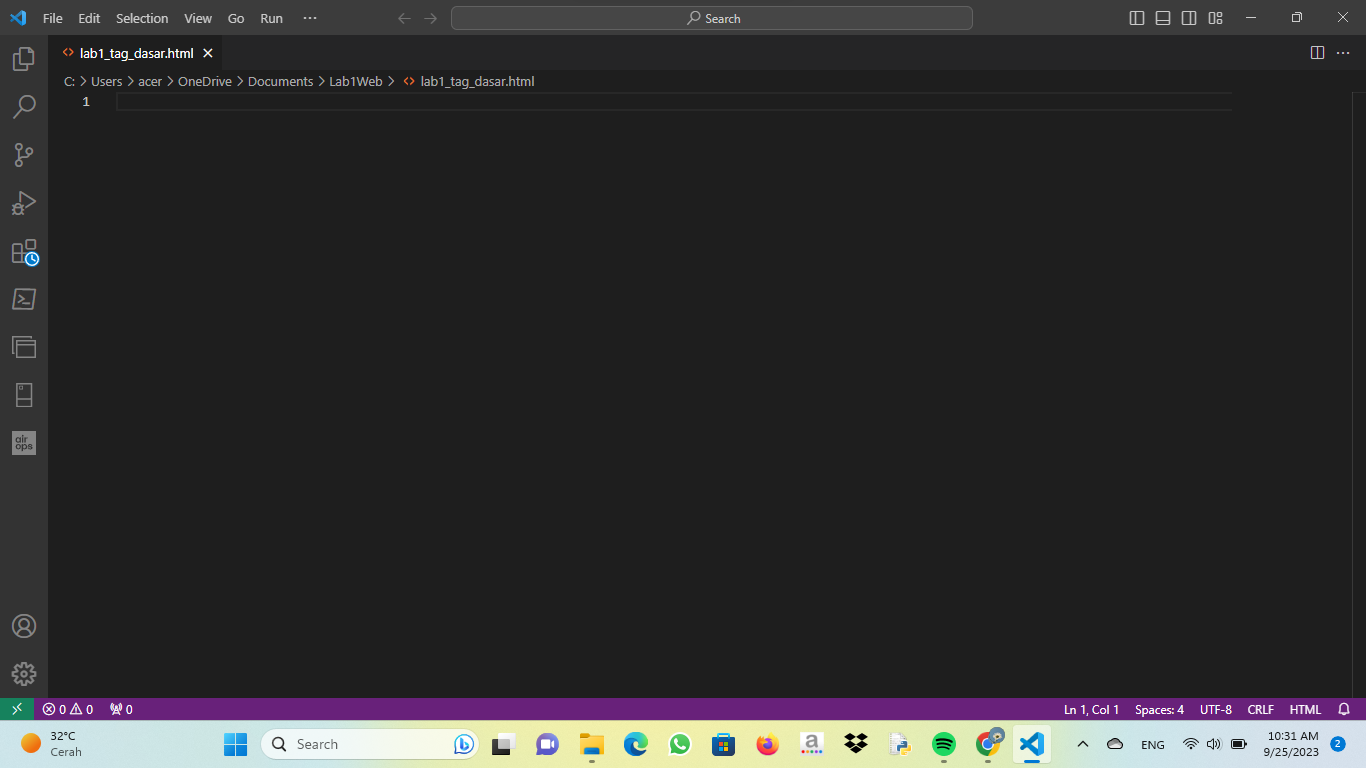 File Edit Selection View Go Run ··· Search
lab1_tag_dasar.html
C: > Users > acer > OneDrive > Documents > Lab1Web > lab1_tag_dasar.html
1
air
ops
0 0 0 Ln 1, Col 1 Spaces: 4 UTF-8 CRLF HTML
32°C
Cerah
Search
a
ENG
10:31 AM
9/25/2023
2